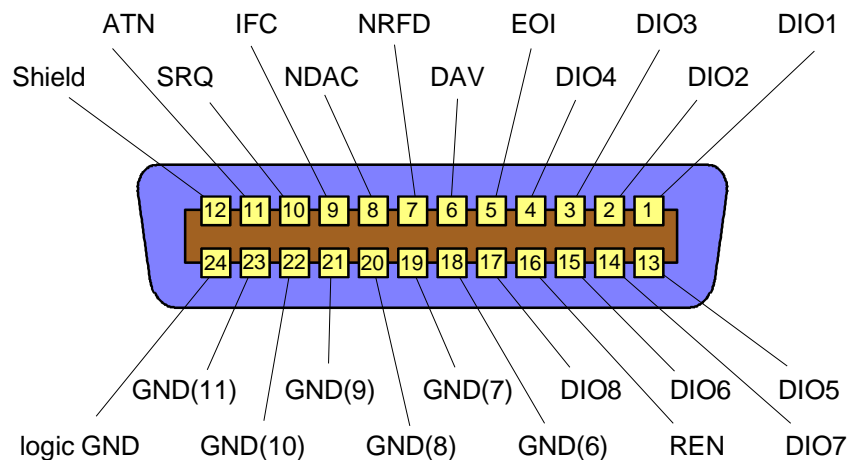 ATN IFC NRFD EOI DIO3 DIO1
Shield SRQ NDAC DAV DIO4 DIO2
12 11 10 9 8 7 6 5 4 3 2 1
24 23 22 21 20 19 18 17 16 15 14 13
GND(11) GND(9) GND(7) DIO8 DIO6 DIO5
logic GND GND(10) GND(8) GND(6) REN DIO7